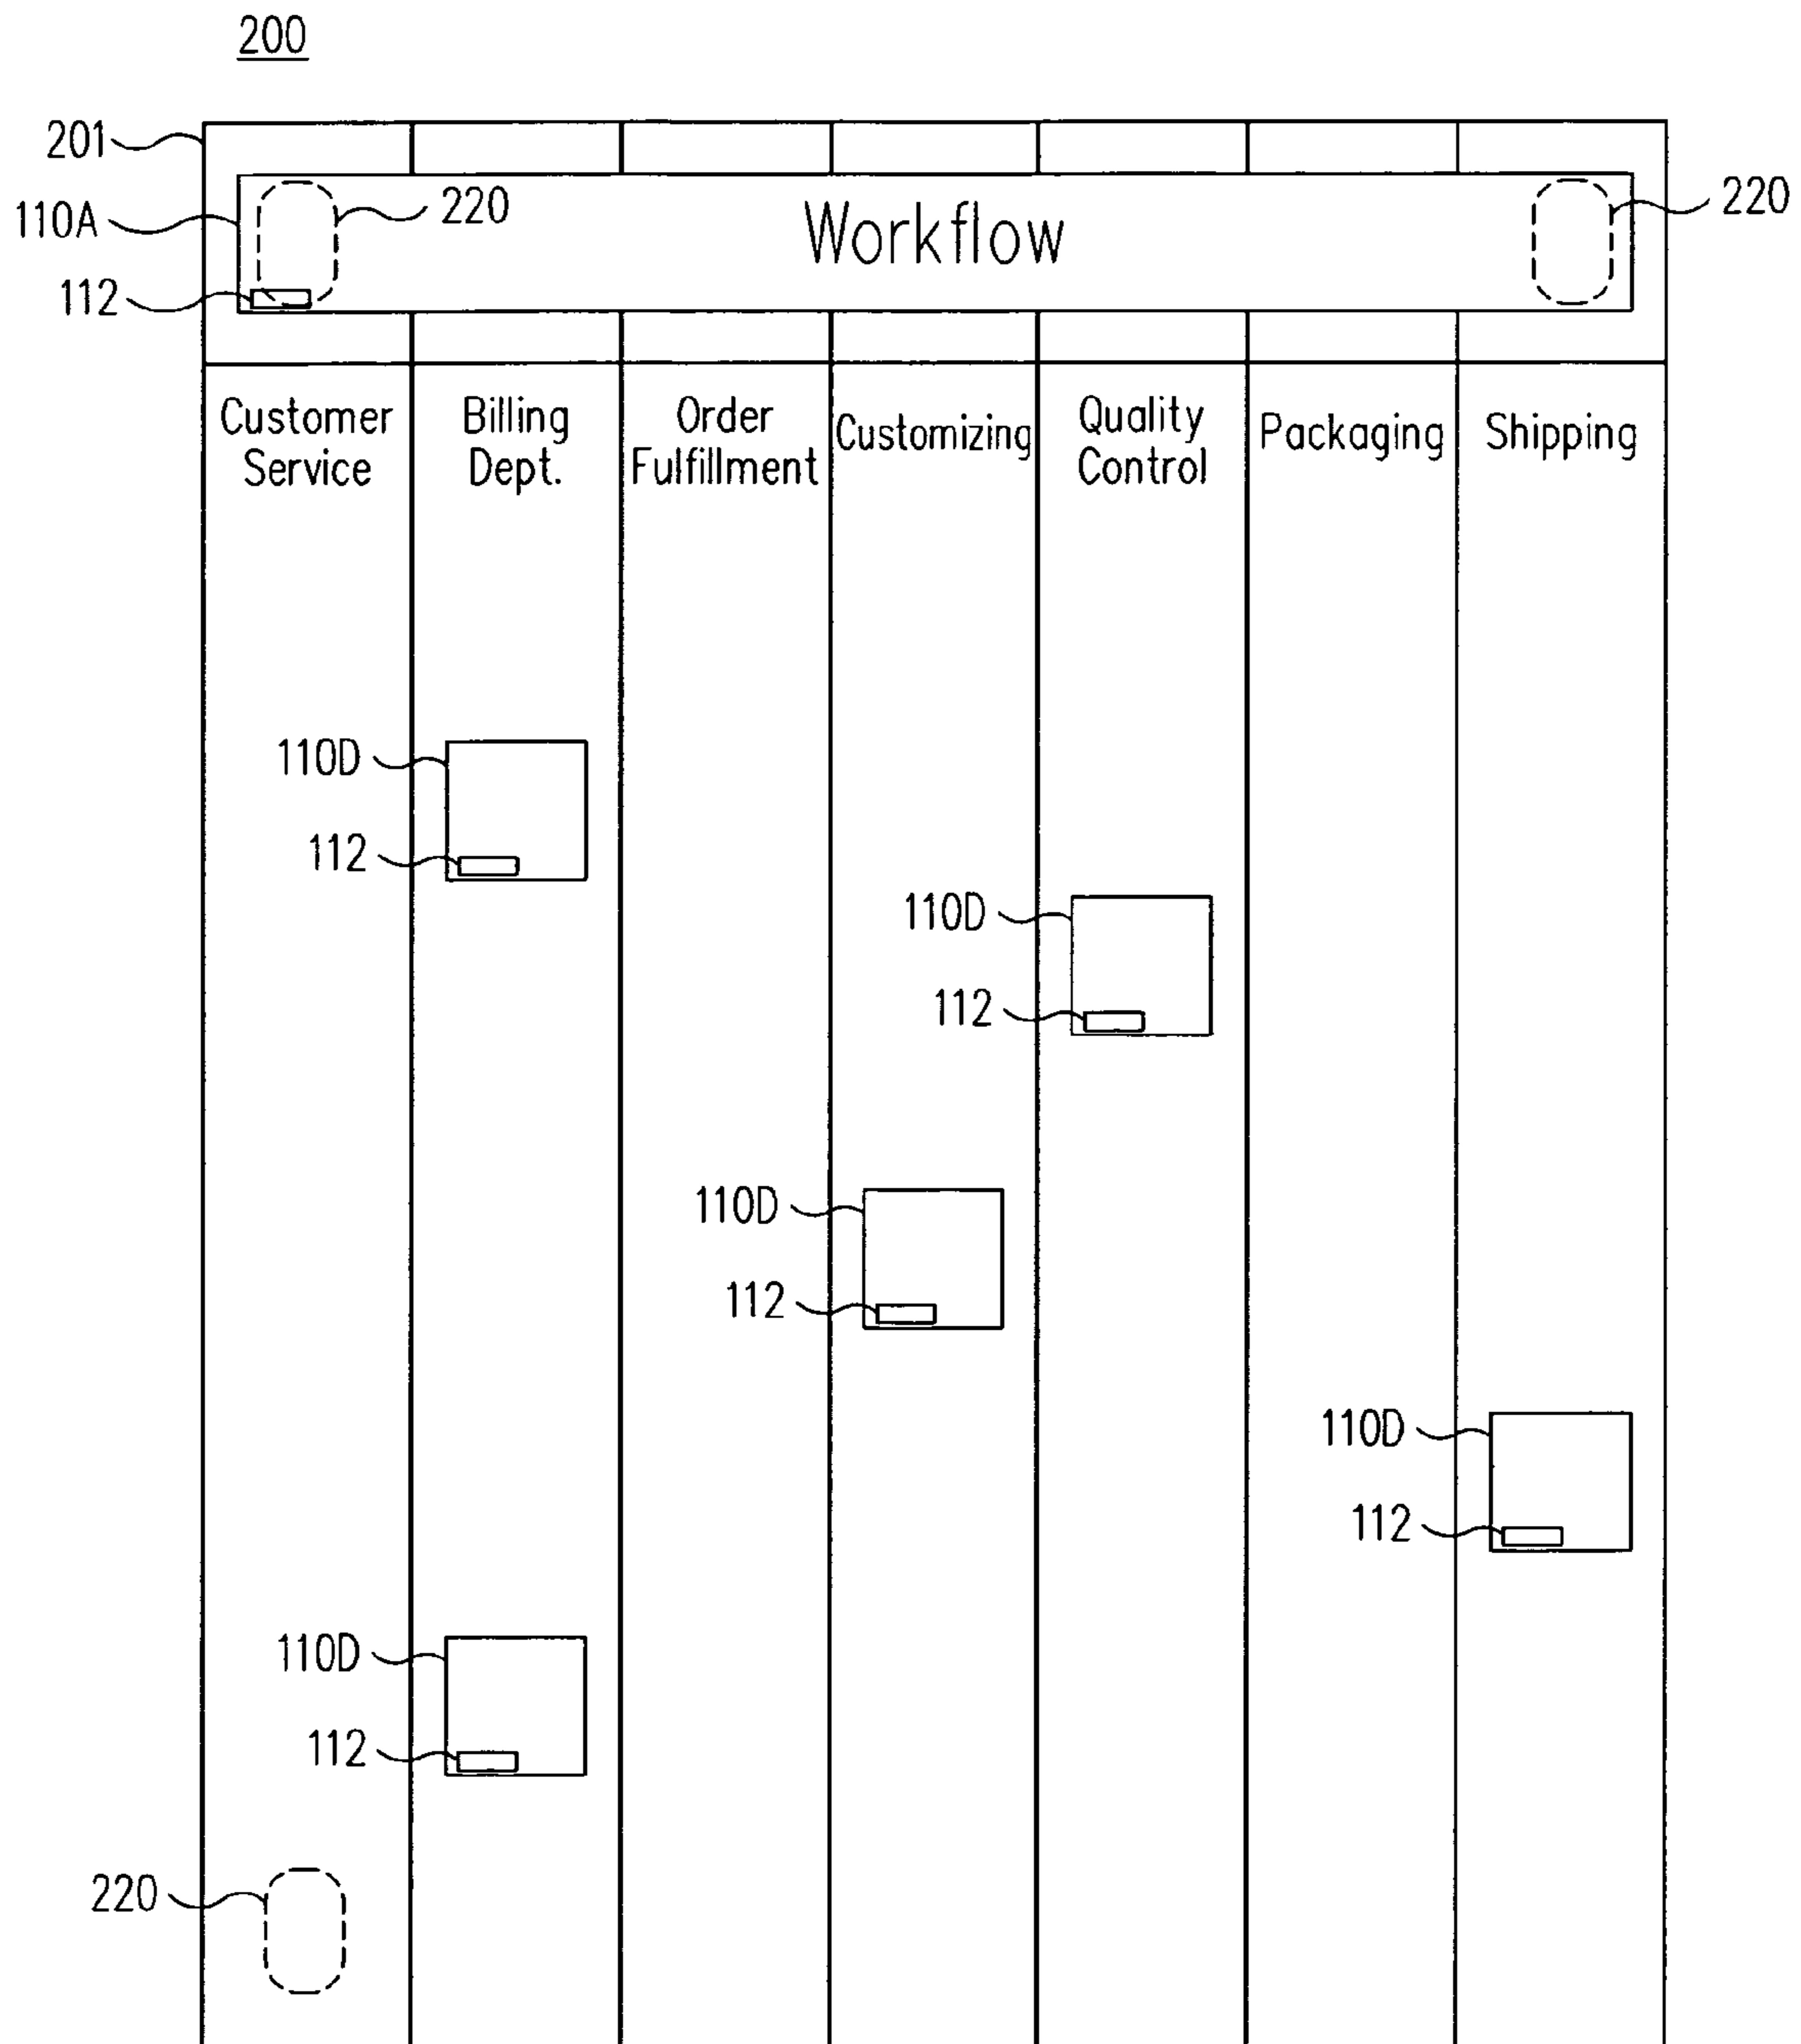 200
201
110A
220
Workflow
220
112
Customer
Service
Billing
Dept.
Order
Fulfillment
Customizing
Quality
Control
Packaging
Shipping
110D
112
110D
112
110D
112
110D
112
110D
112
220